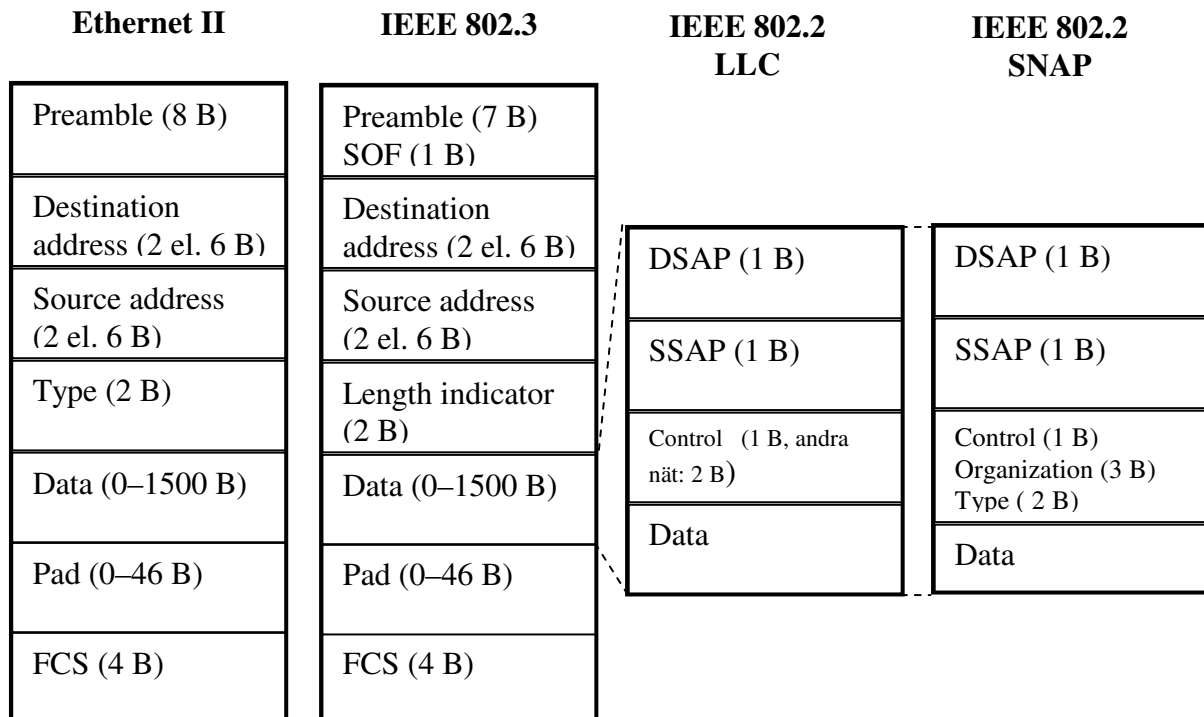 Ethernet II
Preamble (8 B)
Destination
address (2 el. 6 B)
Source address
(2 el. 6 B)
Type (2 B)
Data (0–1500 B)
Pad (0–46 B)
FCS (4 B)
IEEE 802.3
Preamble (7 B)
SOF (1 B)
Destination
address (2 el. 6 B)
Source address
(2 el. 6 B)
Length indicator
(2 B)
Data (0–1500 B)
Pad (0–46 B)
FCS (4 B)
IEEE 802.2
LLC
DSAP (1 B)
SSAP (1 B)
Control (1 B, andra
nät: 2 B)
Data
IEEE 802.2
SNAP
DSAP (1 B)
SSAP (1 B)
Control (1 B)
Organization (3 B)
Type ( 2 B)
Data